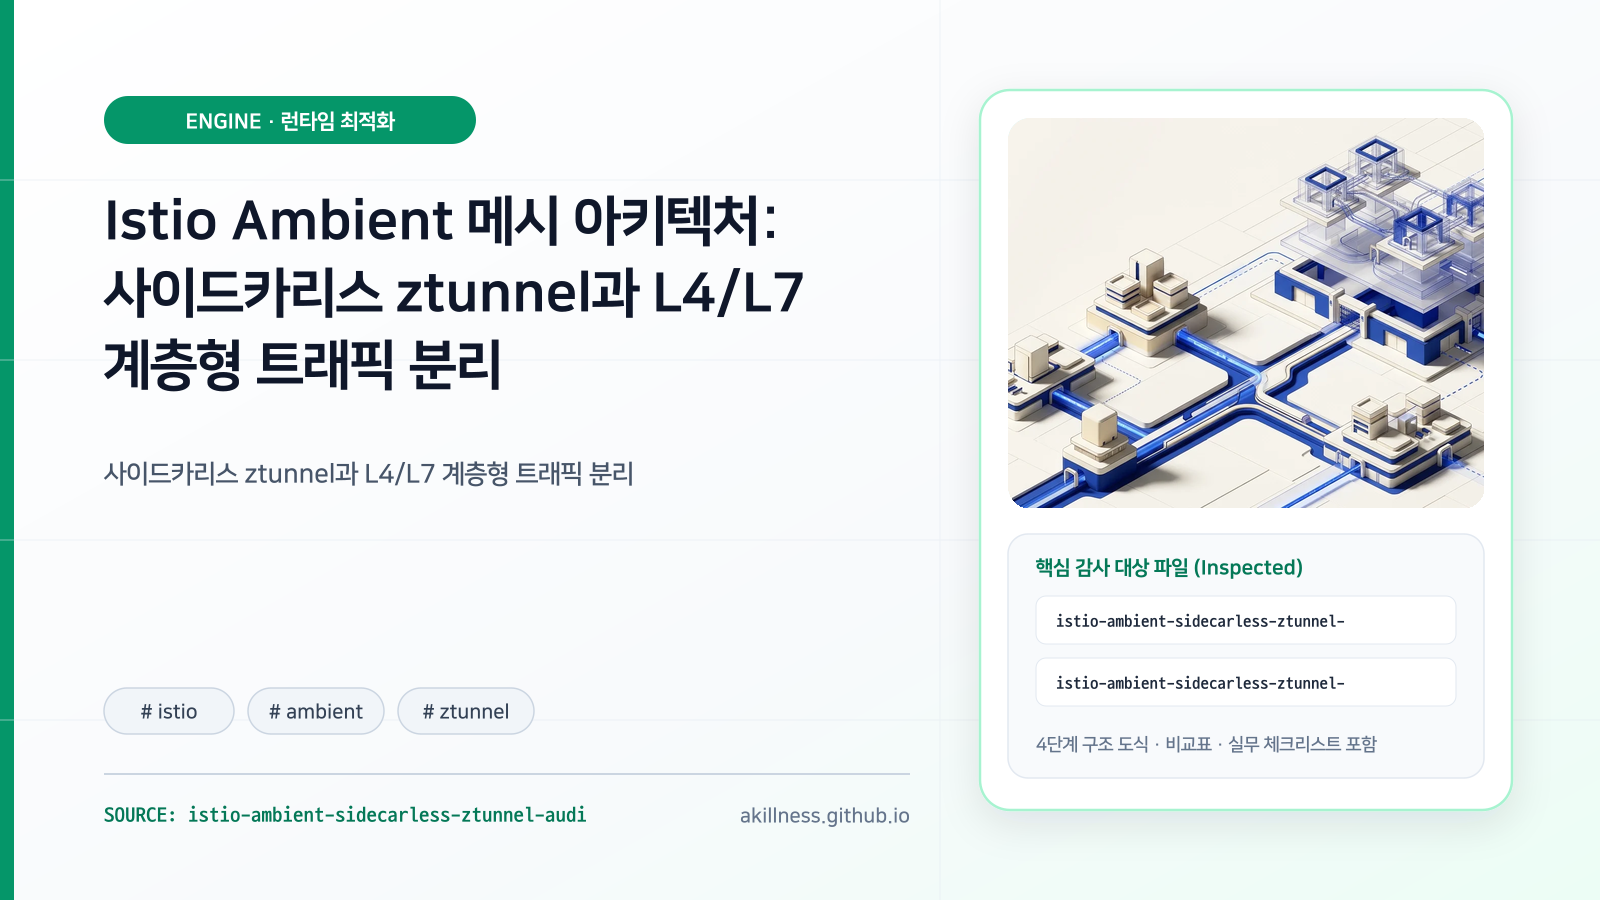 ENGINE · 런타임 최적화
Istio Ambient 메시 아키텍처:
사이드카리스 ztunnel과 L4/L7
계층형 트래픽 분리
사이드카리스 ztunnel과 L4/L7 계층형 트래픽 분리
# istio
# ambient
# ztunnel
SOURCE: istio-ambient-sidecarless-ztunnel-audi
akillness.github.io
핵심 감사 대상 파일 (Inspected)
istio-ambient-sidecarless-ztunnel-
istio-ambient-sidecarless-ztunnel-
4단계 구조 도식 · 비교표 · 실무 체크리스트 포함